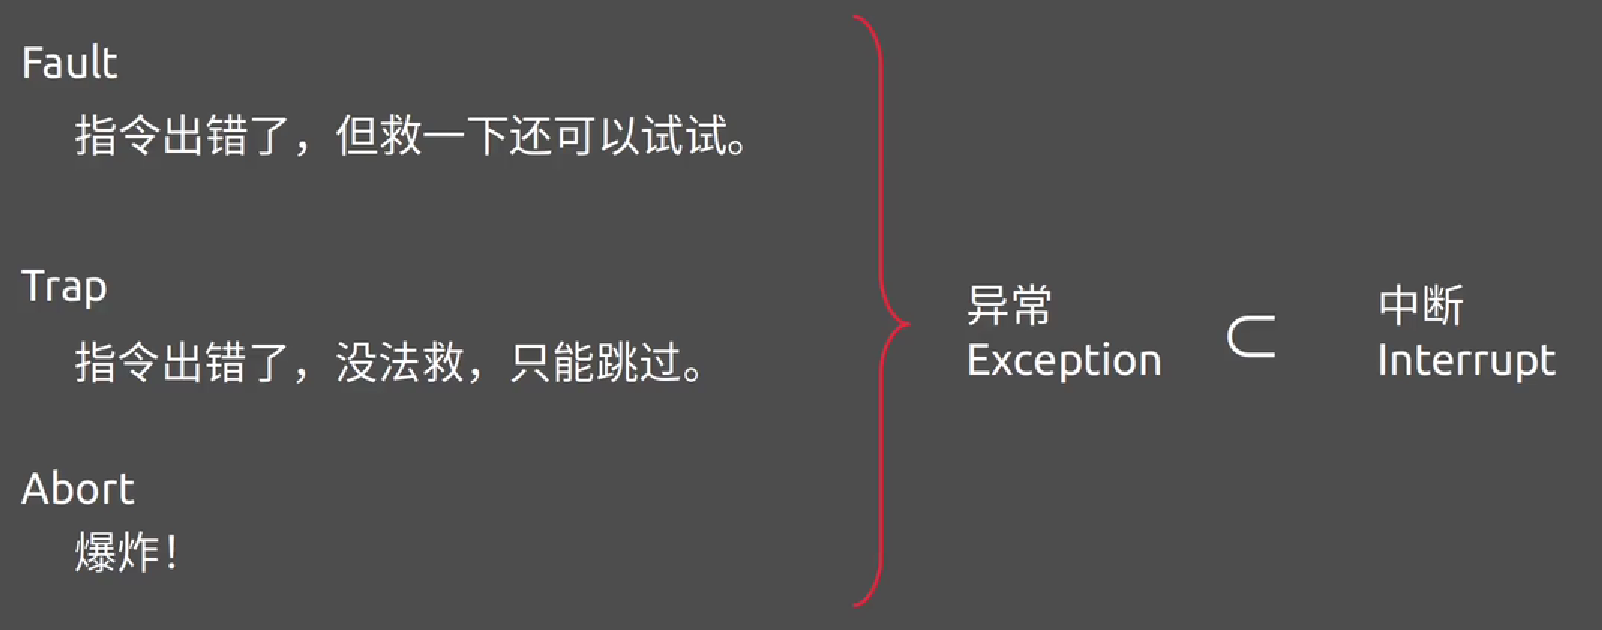 Fault
指令出错了，但救一下还可以试试。
Trap
指令出错了，没法救，只能跳过。
Abort
爆炸！
异常
Exception
⊂
中断
Interrupt